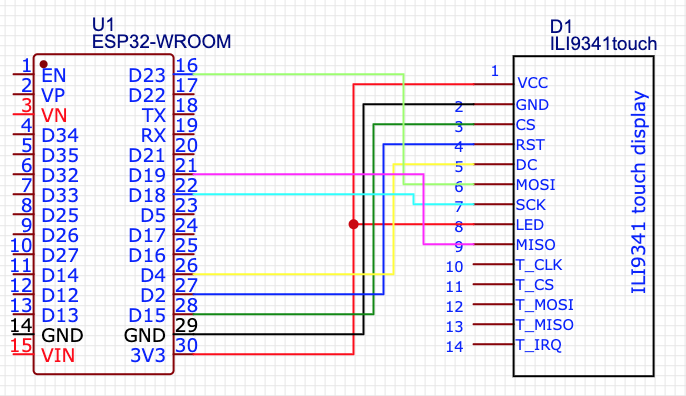 U1
ESP32-WROOM
1 EN
2 VP
3 VN
4 D34
5 D35
6 D32
7 D33
8 D25
9 D26
10 D27
11 D14
12 D12
13 D13
14 GND
15 VIN
D23 16
D22 17
TX 18
RX 19
D21 20
D19 21
D18 22
D5 23
D17 24
D16 25
D4 26
D2 27
D15 28
GND 29
3V3 30
D1
ILI9341touch
1 VCC
2 GND
3 CS
4 RST
5 DC
6 MOSI
7 SCK
8 LED
9 MISO
10 T_CLK
11 T_CS
12 T_MOSI
13 T_MISO
14 T_IRQ
ILI9341 touch display